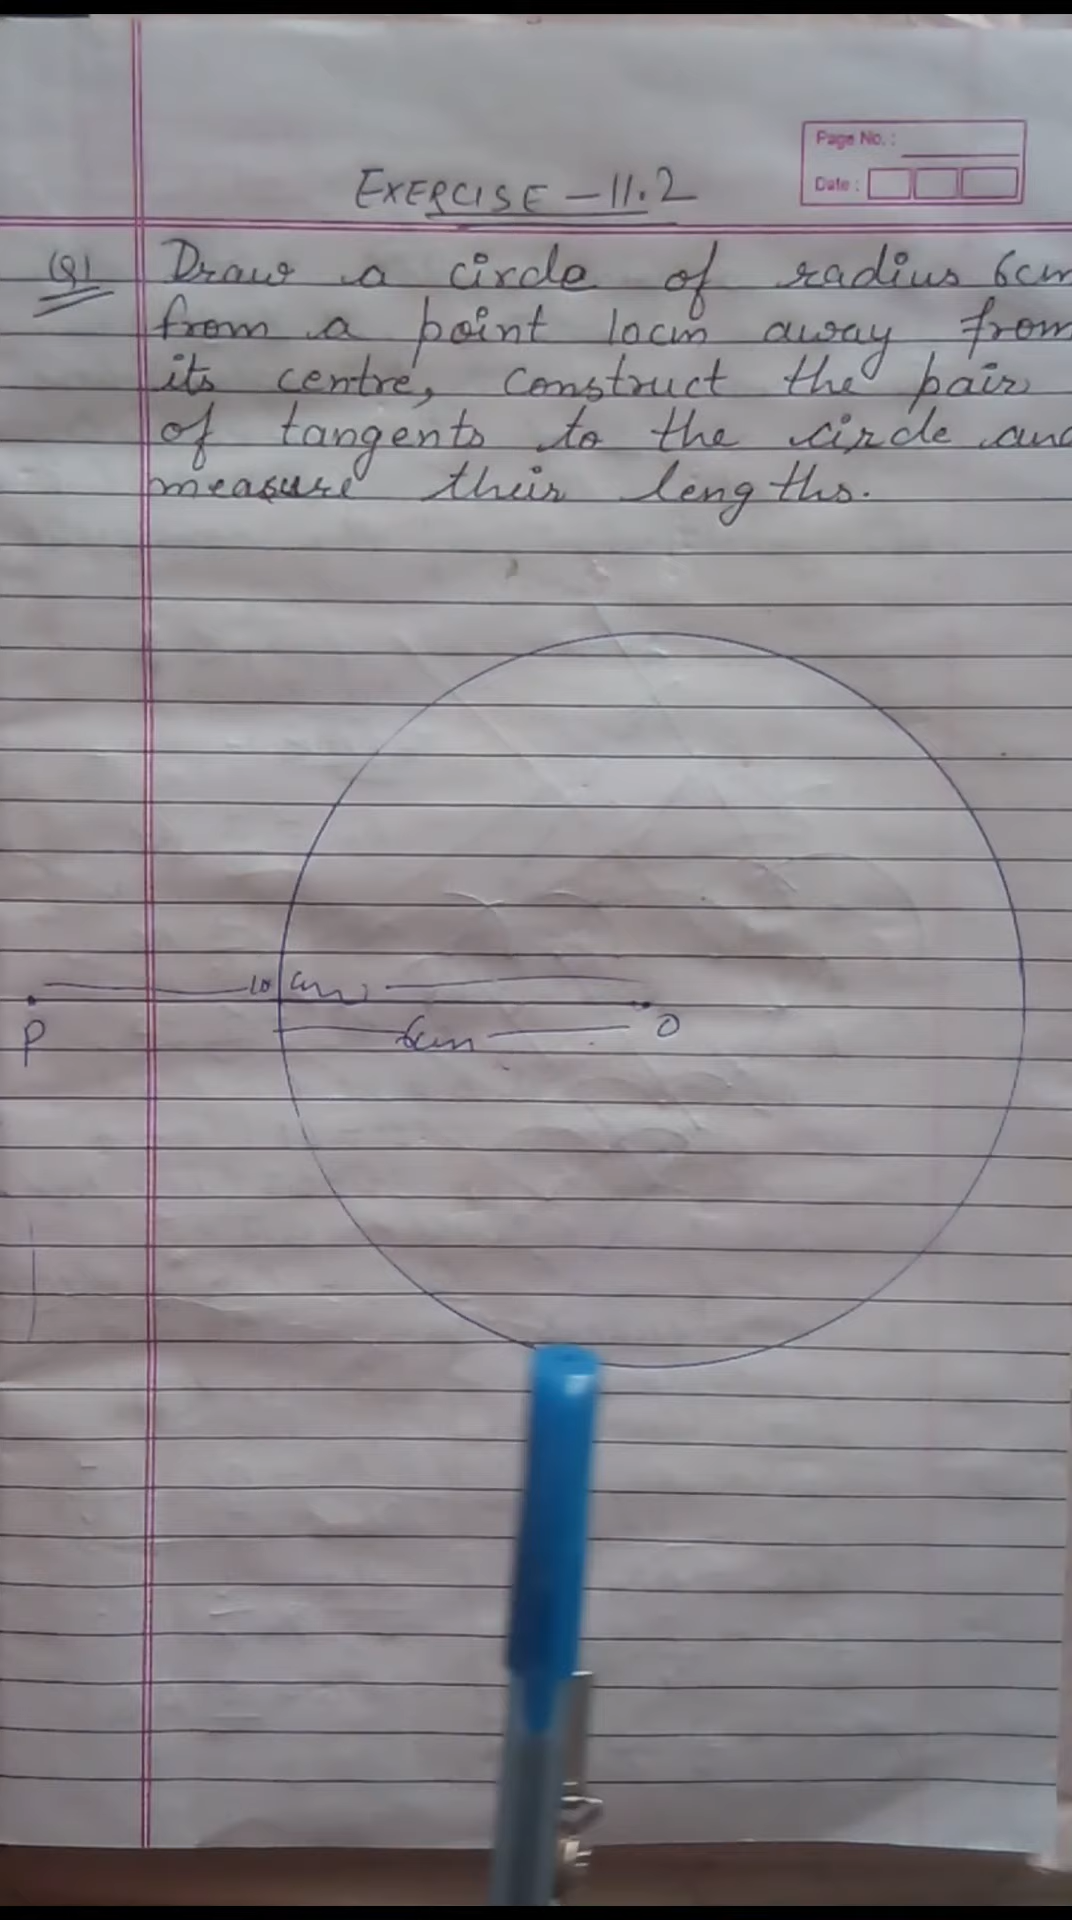 Page No. :
Date :
EXERCISE - 11.2
Q1 Draw a circle of radius 6cm
from a point 10cm away from
its centre, construct the pair
of tangents to the circle and
measure their lengths.
10 cm
P
6cm
O